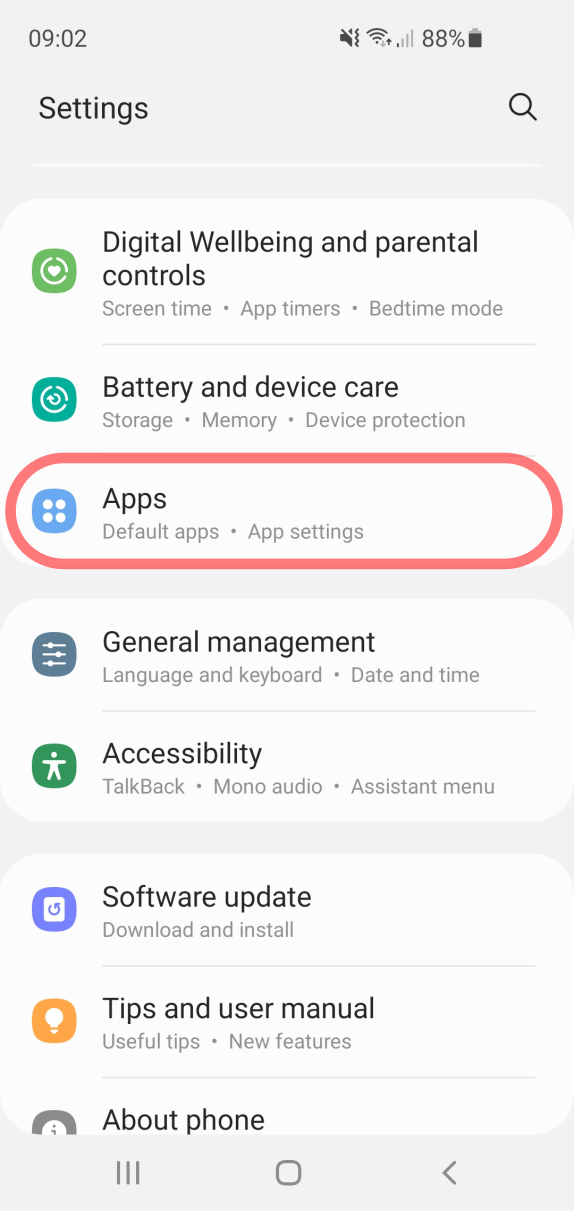 09:02 88%
Settings
Digital Wellbeing and parental
controls
Screen time • App timers • Bedtime mode
Battery and device care
Storage • Memory • Device protection
Apps
Default apps • App settings
General management
Language and keyboard • Date and time
Accessibility
TalkBack • Mono audio • Assistant menu
Software update
Download and install
Tips and user manual
Useful tips • New features
About phone